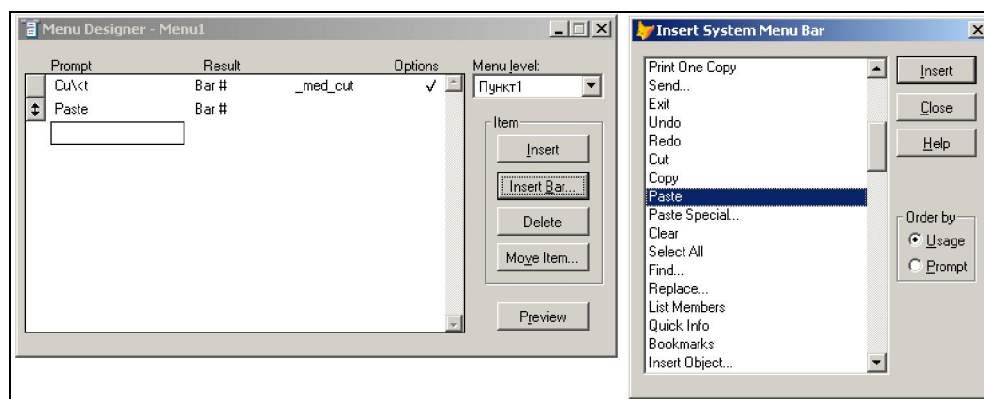 Menu Designer - Menu1
Prompt Result Options Menu level:
Cu\<t Bar # _med_cut Пункт1
Paste Bar #
Item
Insert
Insert Bar...
Delete
Move Item...
Preview
Insert System Menu Bar
Print One Copy
Send...
Exit
Undo
Redo
Cut
Copy
Paste
Paste Special...
Clear
Select All
Find...
Replace...
List Members
Quick Info
Bookmarks
Insert Object...
Insert
Close
Help
Order by
Usage
Prompt